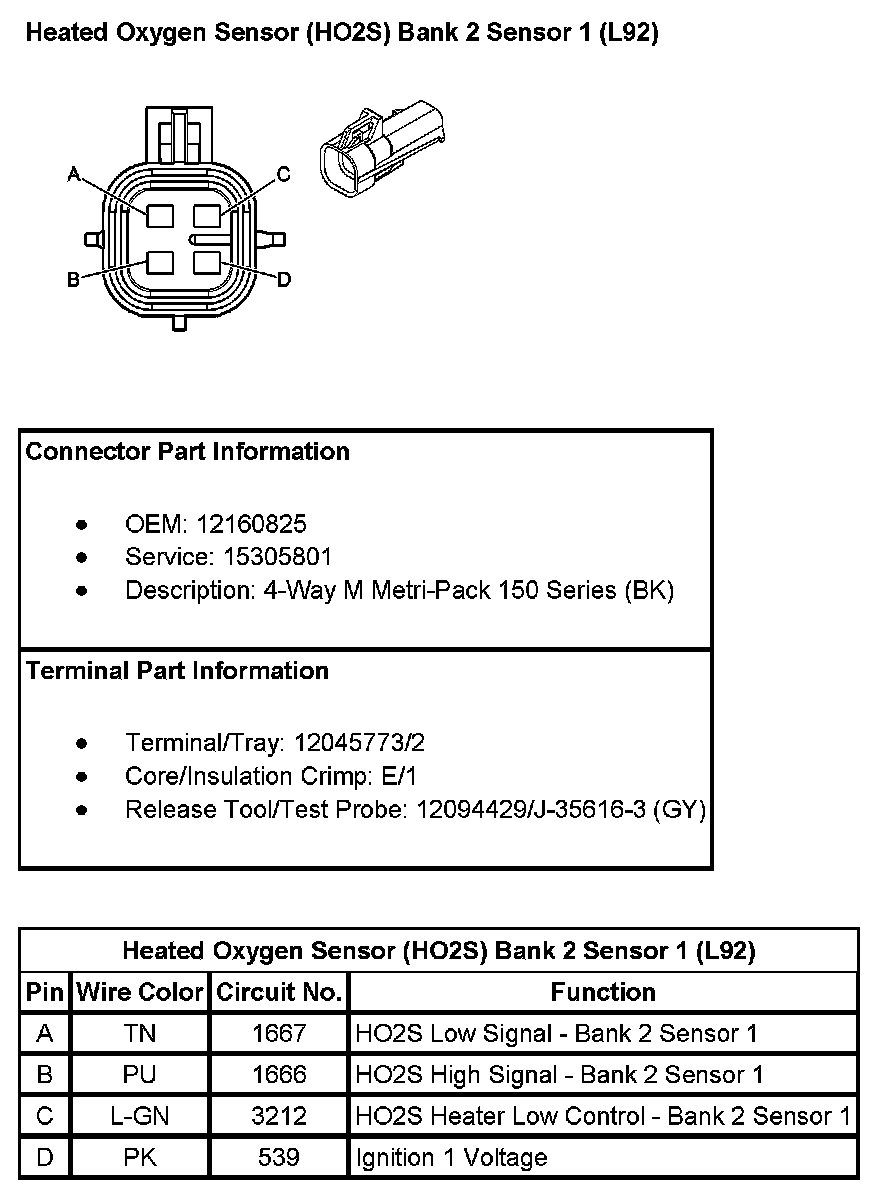 Heated Oxygen Sensor (HO2S) Bank 2 Sensor 1 (L92)
A
C
B
D
Connector Part Information
● OEM: 12160825
● Service: 15305801
● Description: 4-Way M Metri-Pack 150 Series (BK)
Terminal Part Information
● Terminal/Tray: 12045773/2
● Core/Insulation Crimp: E/1
● Release Tool/Test Probe: 12094429/J-35616-3 (GY)
Heated Oxygen Sensor (HO2S) Bank 2 Sensor 1 (L92)
Pin Wire Color Circuit No. Function
A TN 1667 HO2S Low Signal - Bank 2 Sensor 1
B PU 1666 HO2S High Signal - Bank 2 Sensor 1
C L-GN 3212 HO2S Heater Low Control - Bank 2 Sensor 1
D PK 539 Ignition 1 Voltage